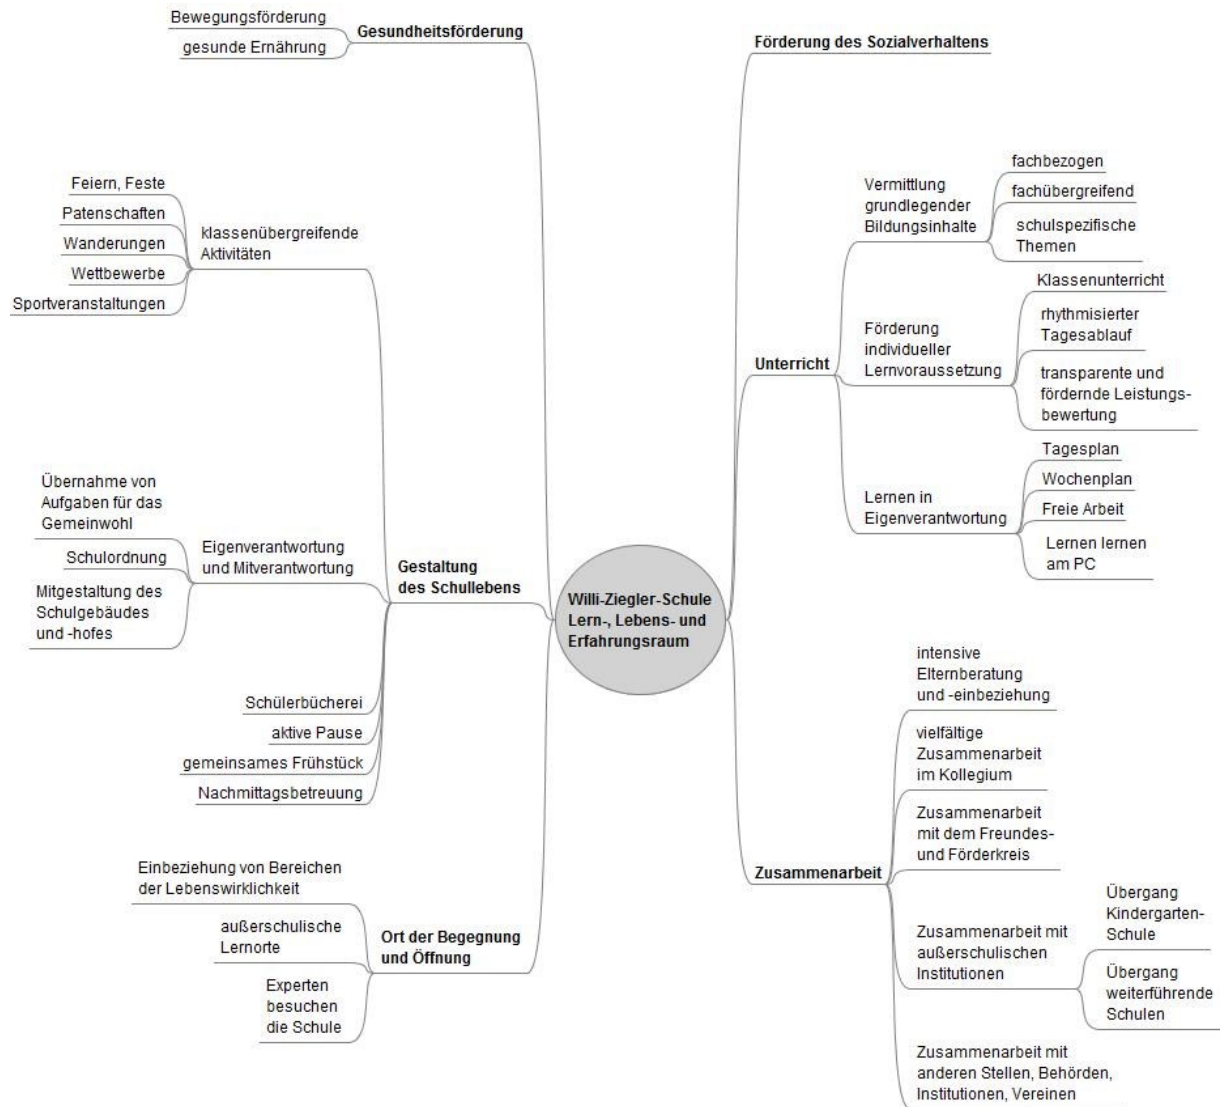 Willi-Ziegler-Schule
Lern-, Lebens- und
Erfahrungsraum
Gesundheitsförderung
Bewegungsförderung
gesunde Ernährung
Gestaltung
des Schullebens
klassenübergreifende
Aktivitäten
Feiern, Feste
Patenschaften
Wanderungen
Wettbewerbe
Sportveranstaltungen
Eigenverantwortung
und Mitverantwortung
Übernahme von
Aufgaben für das
Gemeinwohl
Schulordnung
Mitgestaltung des
Schulgebäudes
und -hofes
Schülerbücherei
aktive Pause
gemeinsames Frühstück
Nachmittagsbetreuung
Ort der Begegnung
und Öffnung
Einbeziehung von Bereichen
der Lebenswirklichkeit
außerschulische
Lernorte
Experten
besuchen
die Schule
Förderung des Sozialverhaltens
Unterricht
Vermittlung
grundlegender
Bildungsinhalte
fachbezogen
fachübergreifend
schulspezifische
Themen
Förderung
individueller
Lernvoraussetzung
Klassenunterricht
rhythmisierter
Tagesablauf
transparente und
fördernde Leistungs-
bewertung
Lernen in
Eigenverantwortung
Tagesplan
Wochenplan
Freie Arbeit
Lernen lernen
am PC
Zusammenarbeit
intensive
Elternberatung
und -einbeziehung
vielfältige
Zusammenarbeit
im Kollegium
Zusammenarbeit
mit dem Freundes-
und Förderkreis
Zusammenarbeit mit
außerschulischen
Institutionen
Übergang
Kindergarten-
Schule
Übergang
weiterführende
Schulen
Zusammenarbeit mit
anderen Stellen, Behörden,
Institutionen, Vereinen